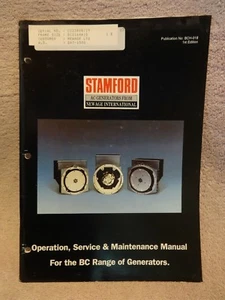 Publication No BCH-018
1st Edition
STAMFORD
AC GENERATORS FROM
NEWAGE INTERNATIONAL
Operation, Service & Maintenance Manual
For the BC Range of Generators.